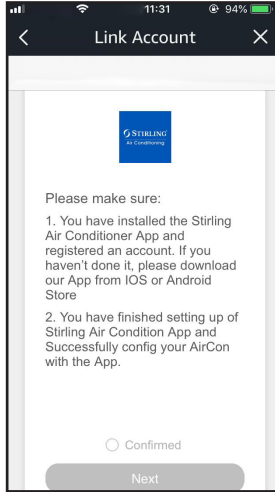 11:31
94%
Link Account
STIRLING
Air Conditioning
Please make sure:
1. You have installed the Stirling
Air Conditioner App and
registered an account. If you
haven't done it, please download
our App from IOS or Android
Store
2. You have finished setting up of
Stirling Air Condition App and
Successfully config your AirCon
with the App.
Confirmed
Next